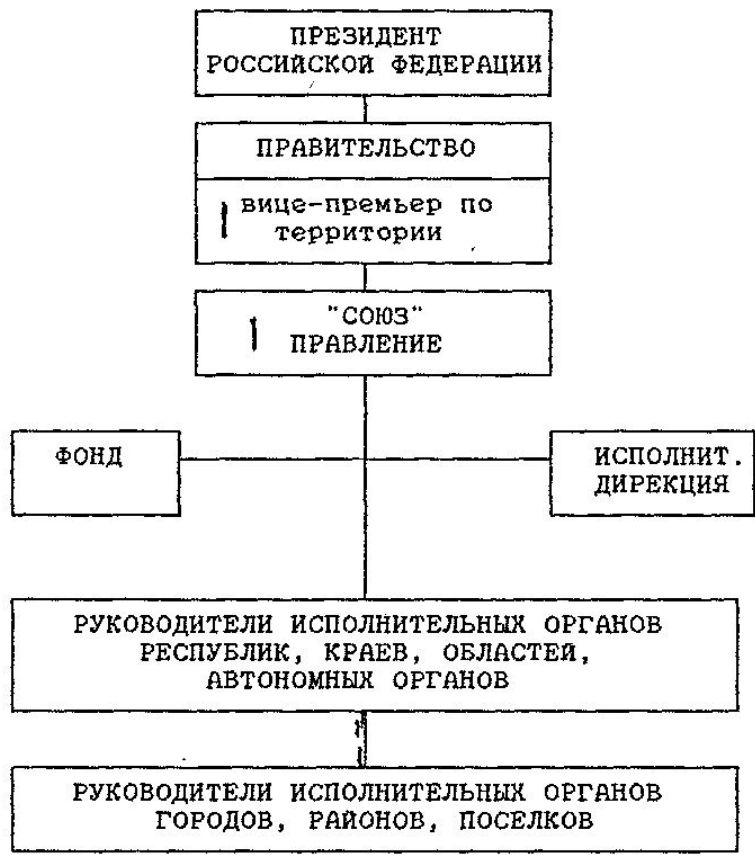 ПРЕЗИДЕНТ
РОССИЙСКОЙ ФЕДЕРАЦИИ
ПРАВИТЕЛЬСТВО
вице-премьер по
территории
"СОЮЗ"
ПРАВЛЕНИЕ
ФОНД
ИСПОЛНИТ.
ДИРЕКЦИЯ
РУКОВОДИТЕЛИ ИСПОЛНИТЕЛЬНЫХ ОРГАНОВ
РЕСПУБЛИК, КРАЕВ, ОБЛАСТЕЙ,
АВТОНОМНЫХ ОРГАНОВ
РУКОВОДИТЕЛИ ИСПОЛНИТЕЛЬНЫХ ОРГАНОВ
ГОРОДОВ, РАЙОНОВ, ПОСЕЛКОВ